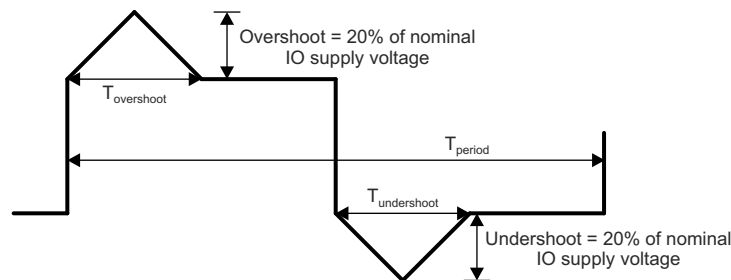 Overshoot = 20% of nominal
IO supply voltage
Tovershoot
Tperiod
Tundershoot
Undershoot = 20% of nominal
IO supply voltage